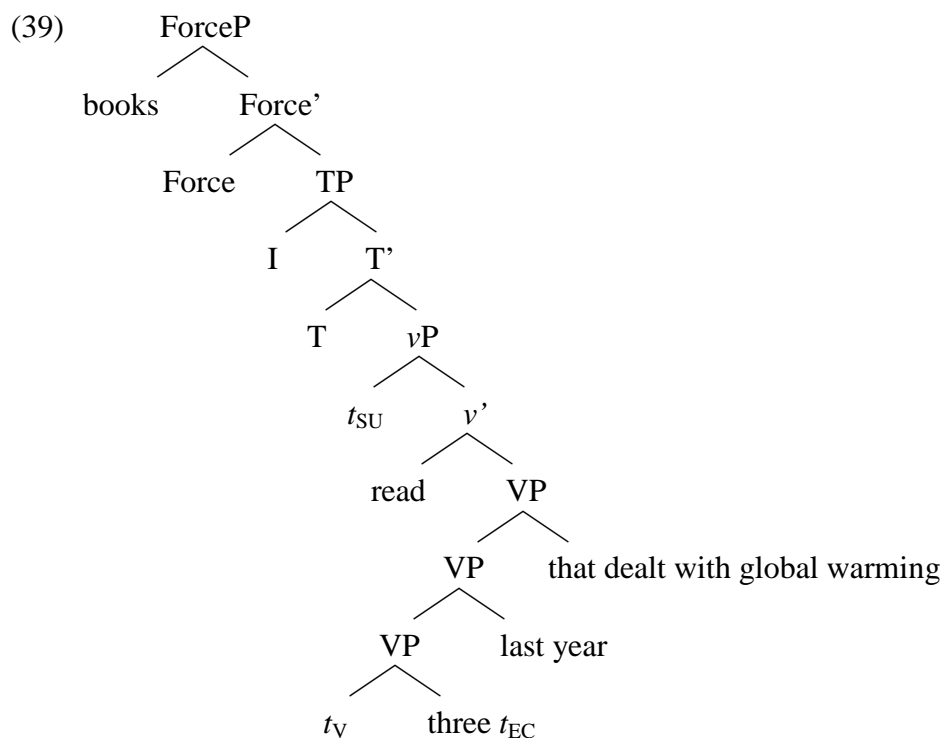 (39) ForceP
books Force’
Force TP
I T’
T vP
tSU v’
read VP
VP that dealt with global warming
VP last year
tV three tEC